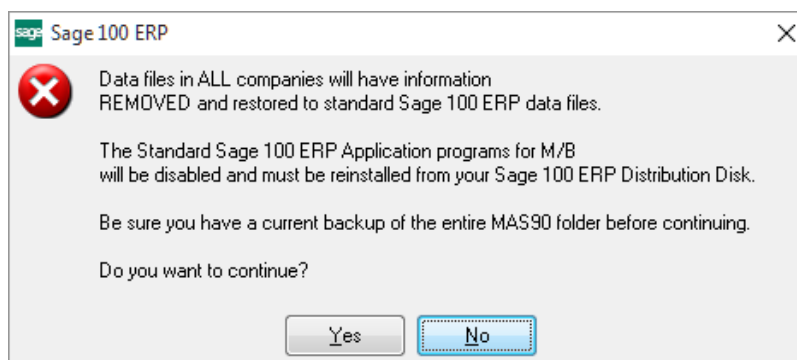 sage Sage 100 ERP
Data files in ALL companies will have information
REMOVED and restored to standard Sage 100 ERP data files.
The Standard Sage 100 ERP Application programs for M/B
will be disabled and must be reinstalled from your Sage 100 ERP Distribution Disk.
Be sure you have a current backup of the entire MAS90 folder before continuing.
Do you want to continue?
Yes No